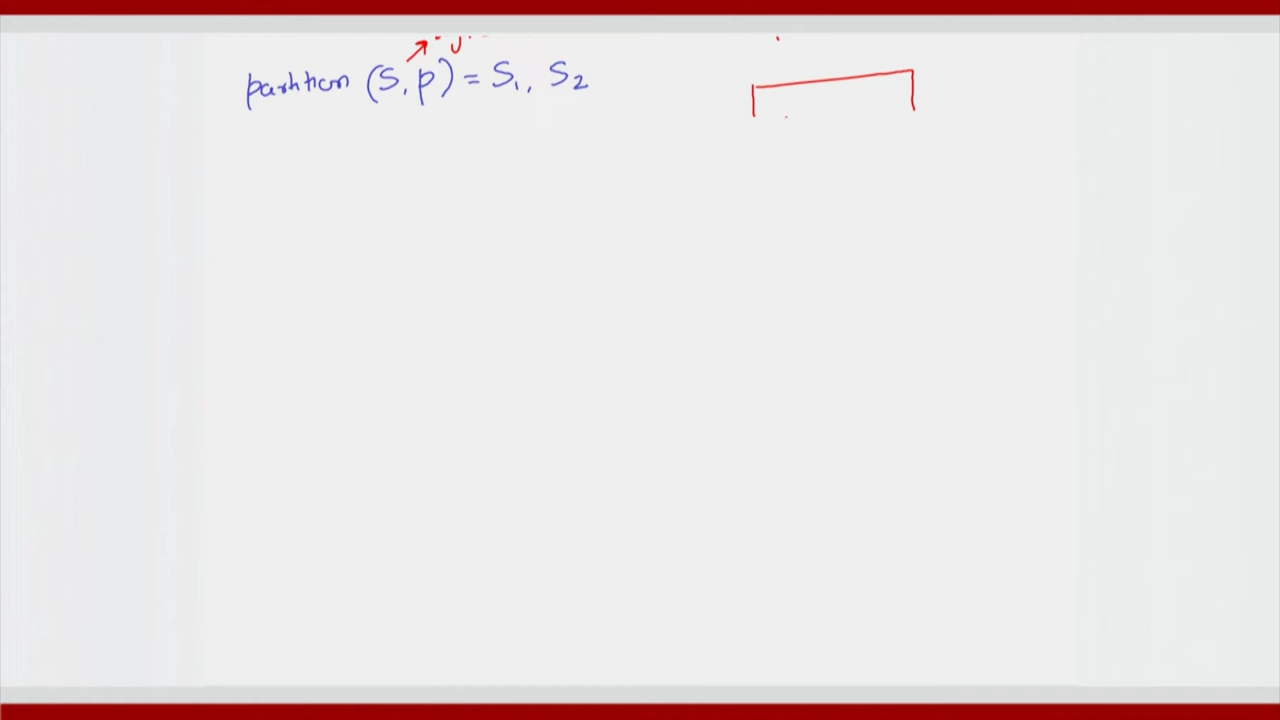 partition (S, p) = S₁, S₂